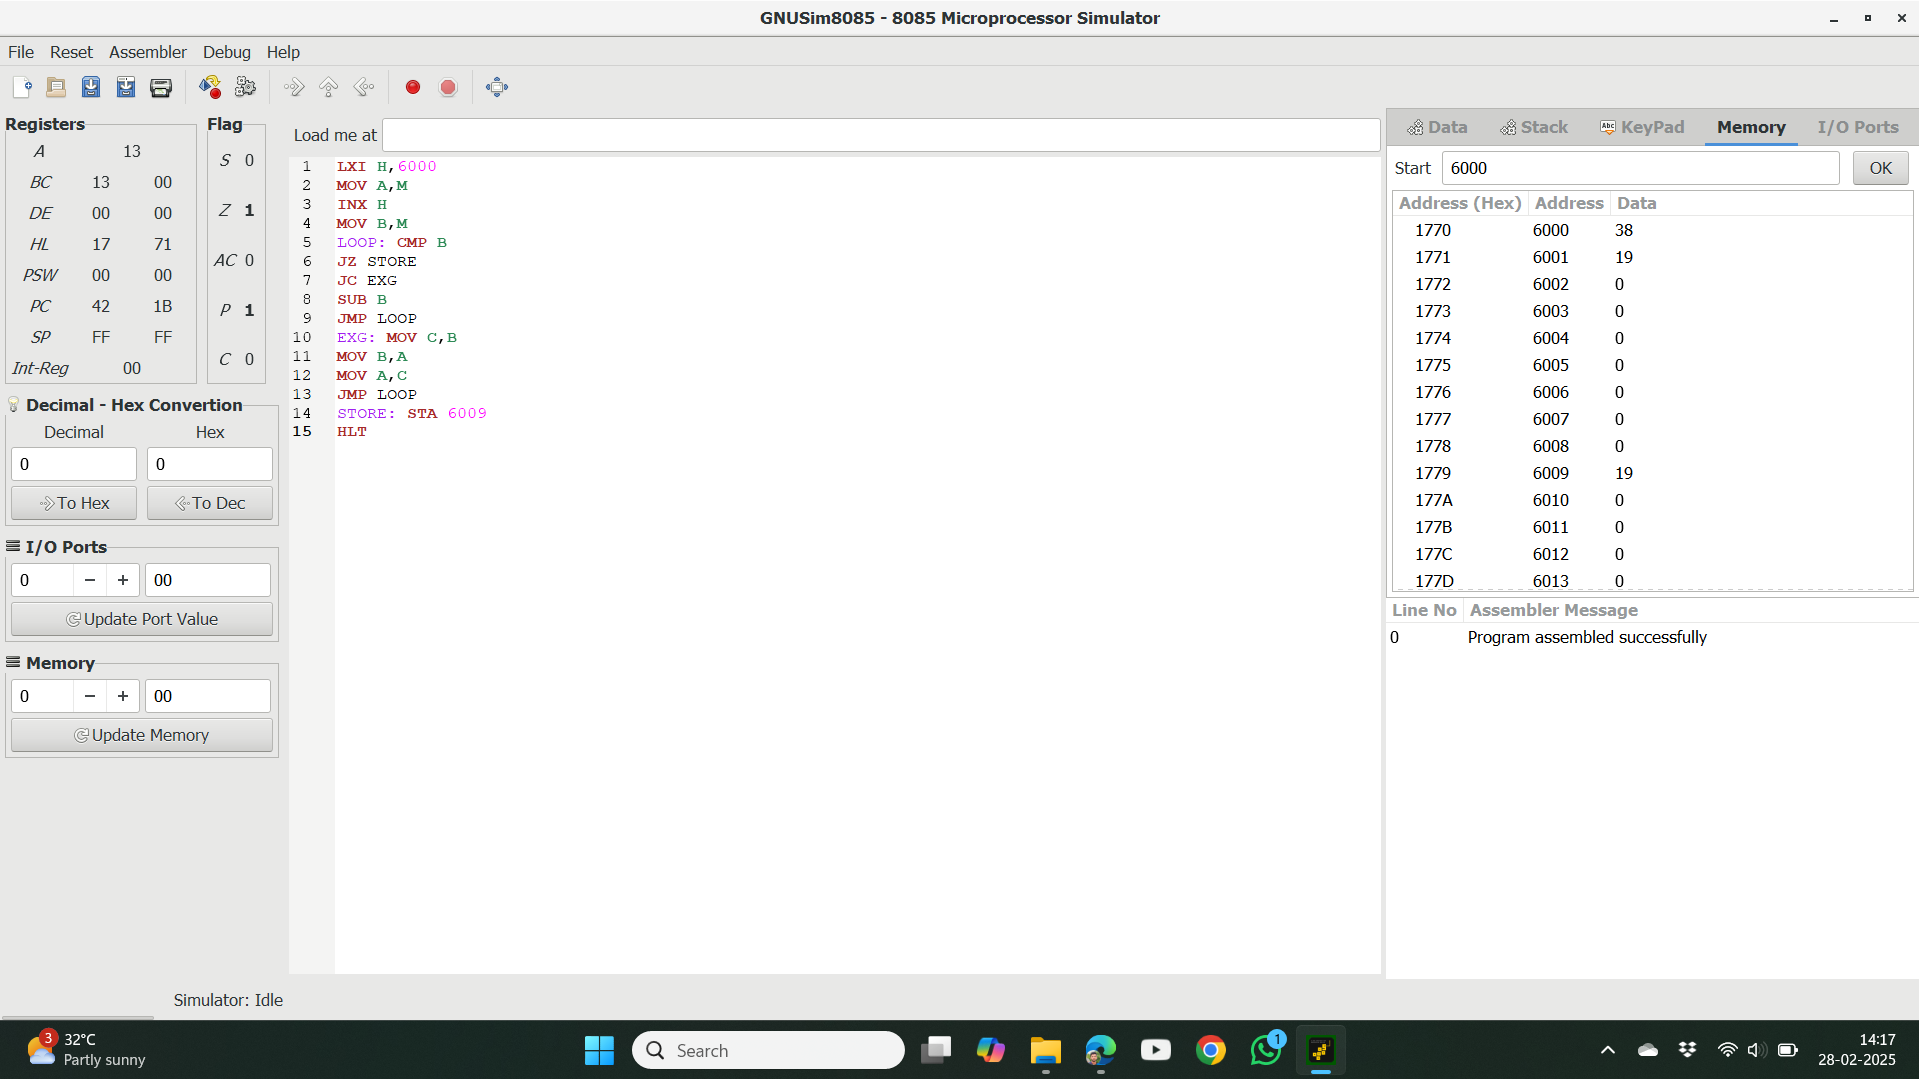 GNUSim8085 - 8085 Microprocessor Simulator
File Reset Assembler Debug Help
Registers
A 13
BC 13 00
DE 00 00
HL 17 71
PSW 00 00
PC 42 1B
SP FF FF
Int-Reg 00
Flag
S 0
Z 1
AC 0
P 1
C 0
Decimal - Hex Convertion
Decimal Hex
0 0
To Hex To Dec
I/O Ports
0 − + 00
Update Port Value
Memory
0 − + 00
Update Memory
Load me at
1 LXI H,6000
2 MOV A,M
3 INX H
4 MOV B,M
5 LOOP: CMP B
6 JZ STORE
7 JC EXG
8 SUB B
9 JMP LOOP
10 EXG: MOV C,B
11 MOV B,A
12 MOV A,C
13 JMP LOOP
14 STORE: STA 6009
15 HLT
Data Stack Abc KeyPad Memory I/O Ports
Start 6000 OK
Address (Hex) Address Data
1770 6000 38
1771 6001 19
1772 6002 0
1773 6003 0
1774 6004 0
1775 6005 0
1776 6006 0
1777 6007 0
1778 6008 0
1779 6009 19
177A 6010 0
177B 6011 0
177C 6012 0
177D 6013 0
Line No Assembler Message
0 Program assembled successfully
Simulator: Idle
3 32°C
Partly sunny
Search
1
14:17
28-02-2025